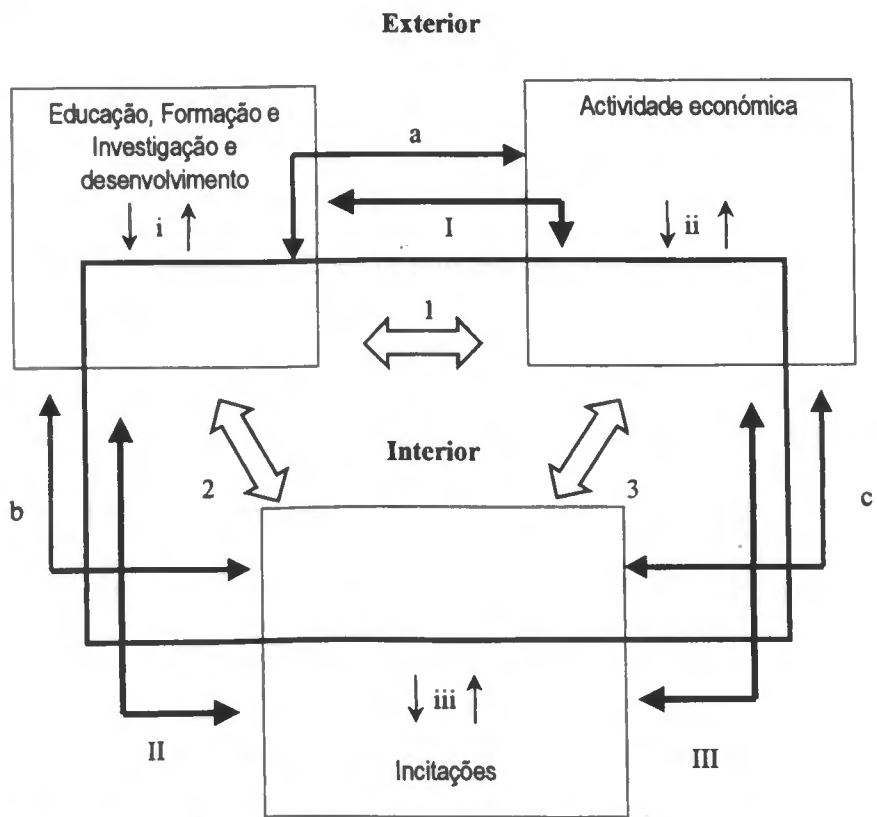 Exterior
Educação, Formação e
Investigação e
desenvolvimento
Actividade económica
a
I
i
ii
1
Interior
2
3
b
c
iii
II
III
Incitações